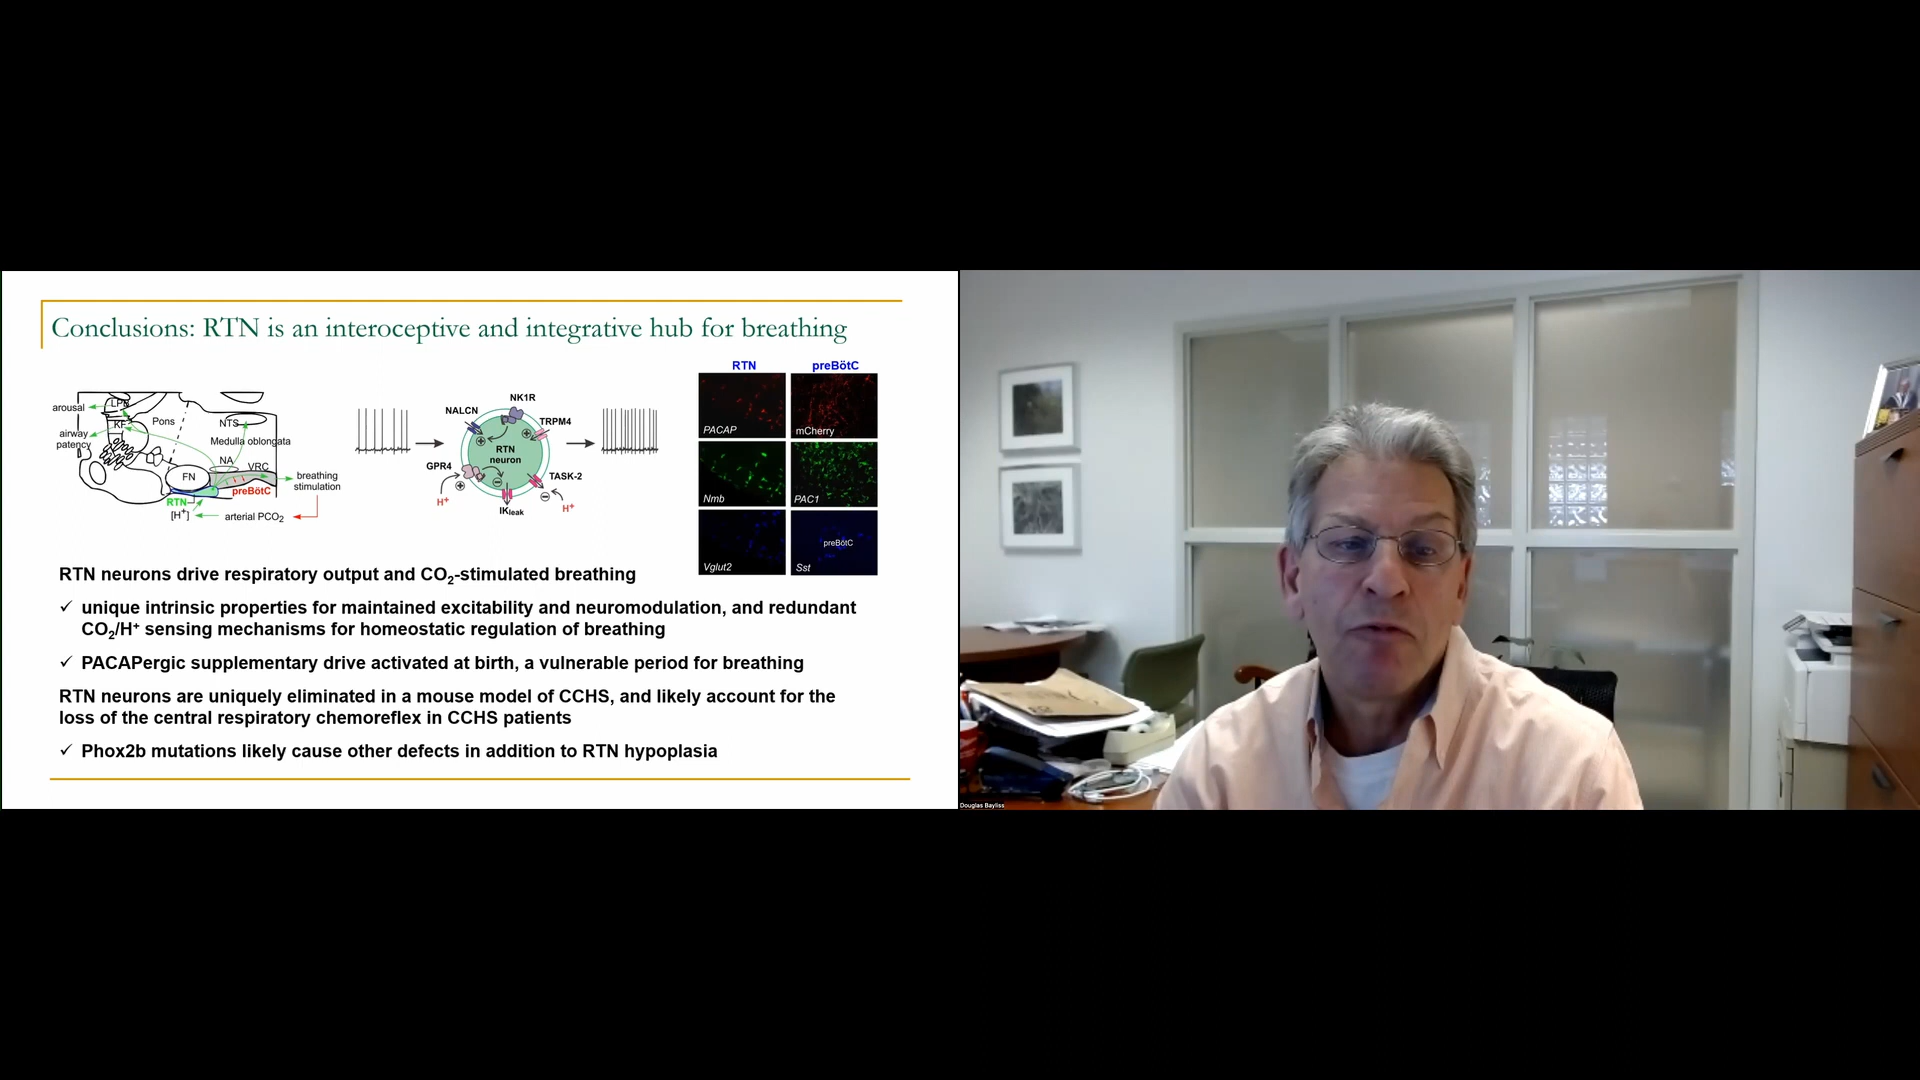 Conclusions: RTN is an interoceptive and integrative hub for breathing
arousal
LPB
KF
airway
patency
Pons
NTS
Medulla oblongata
NA
VRC
FN
preBötC
RTN
[H⁺]
arterial PCO₂
breathing
stimulation
NALCN
NK1R
TRPM4
RTN
neuron
GPR4
TASK-2
H⁺
H⁺
IKleak
RTN
preBötC
PACAP
mCherry
Nmb
PAC1
Vglut2
preBötC
Sst
RTN neurons drive respiratory output and CO₂-stimulated breathing
✓ unique intrinsic properties for maintained excitability and neuromodulation, and redundant
CO₂/H⁺ sensing mechanisms for homeostatic regulation of breathing
✓ PACAPergic supplementary drive activated at birth, a vulnerable period for breathing
RTN neurons are uniquely eliminated in a mouse model of CCHS, and likely account for the
loss of the central respiratory chemoreflex in CCHS patients
✓ Phox2b mutations likely cause other defects in addition to RTN hypoplasia
Douglas Bayliss